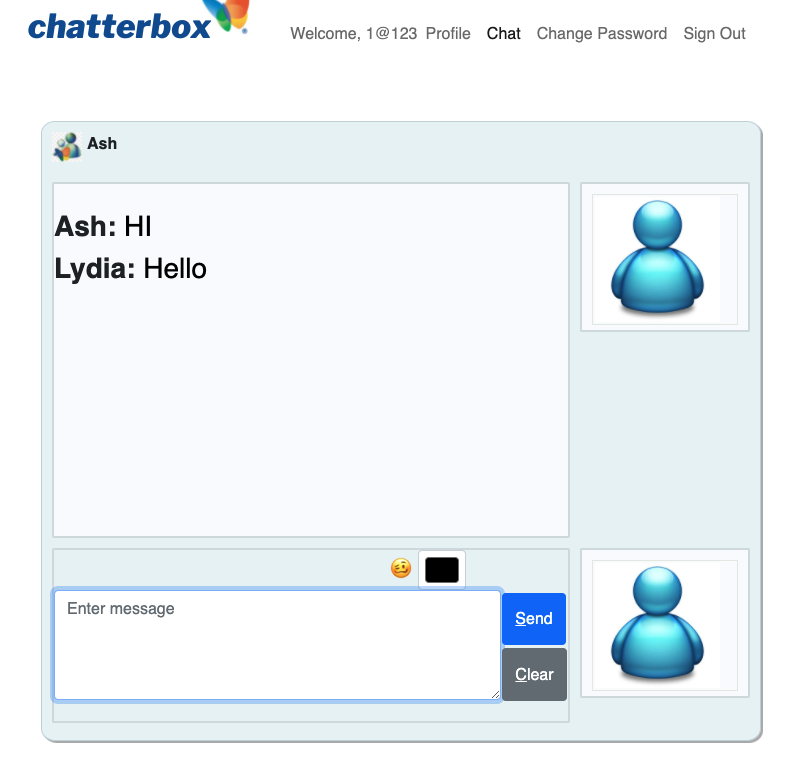 chatterbox
Welcome, 1@123 Profile Chat Change Password Sign Out
Ash
Ash: HI
Lydia: Hello
Enter message
Send
Clear